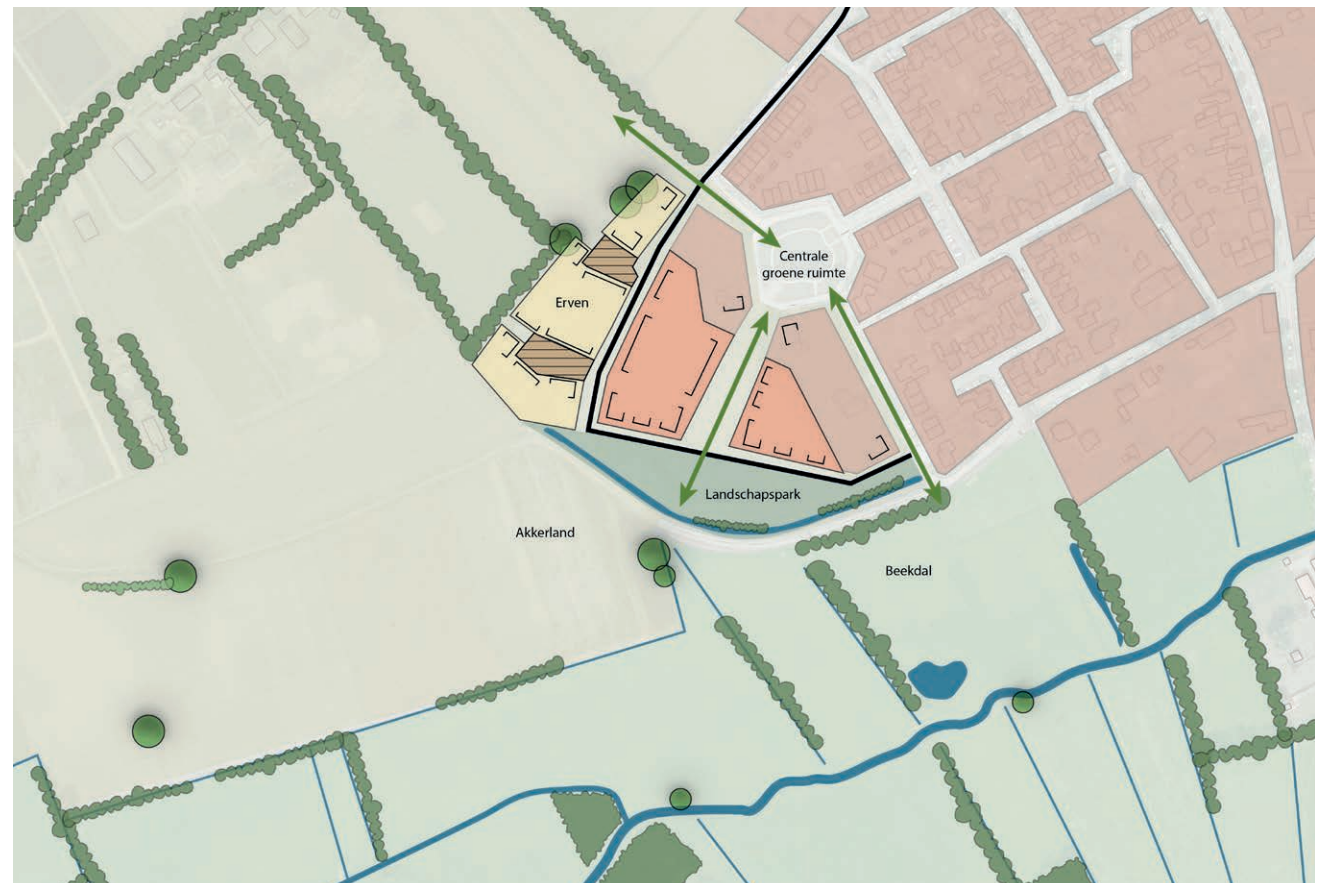 Centrale
groene ruimte
Erven
Landschapspark
Akkerland
Beekdal